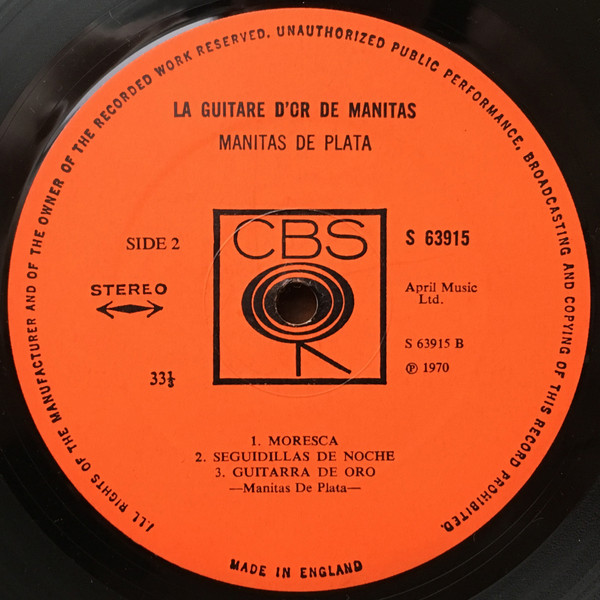 ALL RIGHTS OF THE MANUFACTURER AND OF THE OWNER OF THE RECORDED WORK RESERVED. UNAUTHORIZED PUBLIC PERFORMANCE, BROADCASTING AND COPYING OF THIS RECORD PROHIBITED.
LA GUITARE D'OR DE MANITAS
MANITAS DE PLATA
SIDE 2
CBS
S 63915
STEREO
April Music
Ltd.
33⅓
S 63915 B
℗ 1970
1. MORESCA
2. SEGUIDILLAS DE NOCHE
3. GUITARRA DE ORO
—Manitas De Plata—
MADE IN ENGLAND